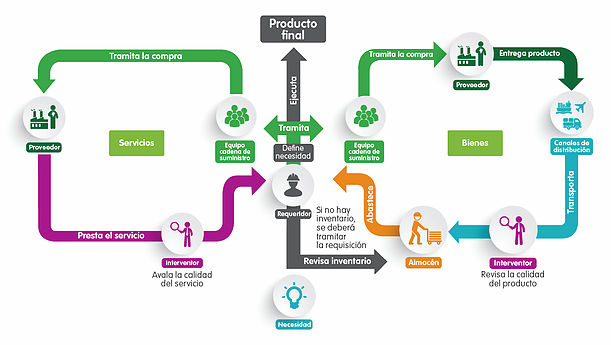 Producto
final
Tramita la compra
Tramita la compra
Entrega producto
Proveedor
Ejecuta
Proveedor
Servicios
Equipo
cadena de
suministro
Tramita
Define
necesidad
Equipo
cadena de
suministro
Bienes
Canales de
distribución
Requeridor
Si no hay
inventario,
se deberá
tramitar
la requisición
Abastece
Transporta
Presta el servicio
Interventor
Avala la calidad
del servicio
Revisa inventario
Almacén
Interventor
Revisa la calidad
del producto
Necesidad